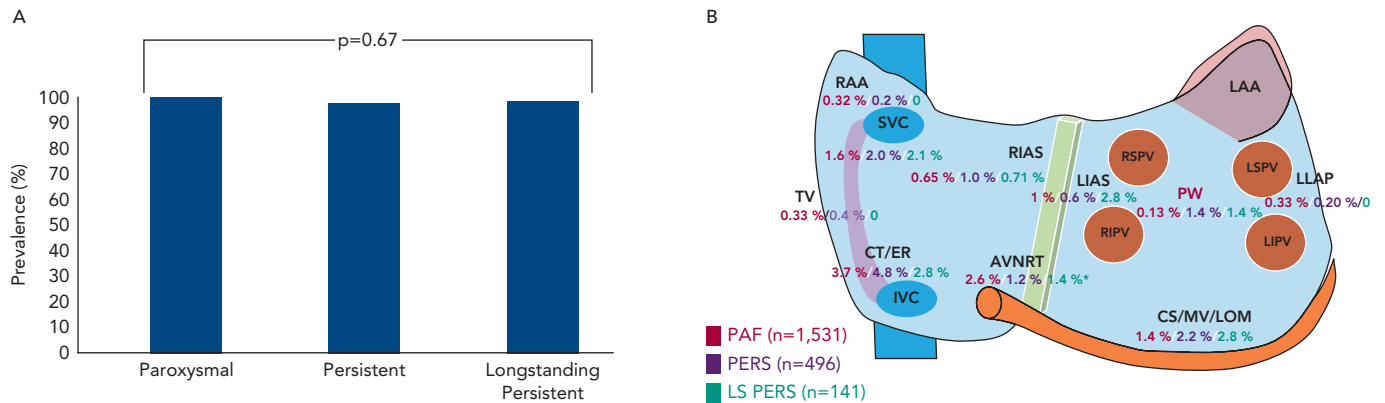 A
p=0.67
100
90
80
70
60
50
40
30
20
10
0
Prevalence (%)
Paroxysmal
Persistent
Longstanding
Persistent
B
RAA
0.32 %/0.2 %/0
SVC
1.6 %/2.0 %/2.1 %
RIAS
0.65 %/1.0 %/0.71 %
TV
0.33 %/0.4 %/0
CT/ER
3.7 %/4.8 %/2.8 %
IVC
AVNRT
2.6 %/1.2 %/1.4 %*
LIAS
1 %/0.6 %/2.8 %
RSPV
RIPV
PW
0.13 %/1.4 %/1.4 %
LAA
LSPV
LLAP
0.33 %/0.20 %/0
LIPV
CS/MV/LOM
1.4 %/2.2 %/2.8 %
PAF (n=1,531)
PERS (n=496)
LS PERS (n=141)